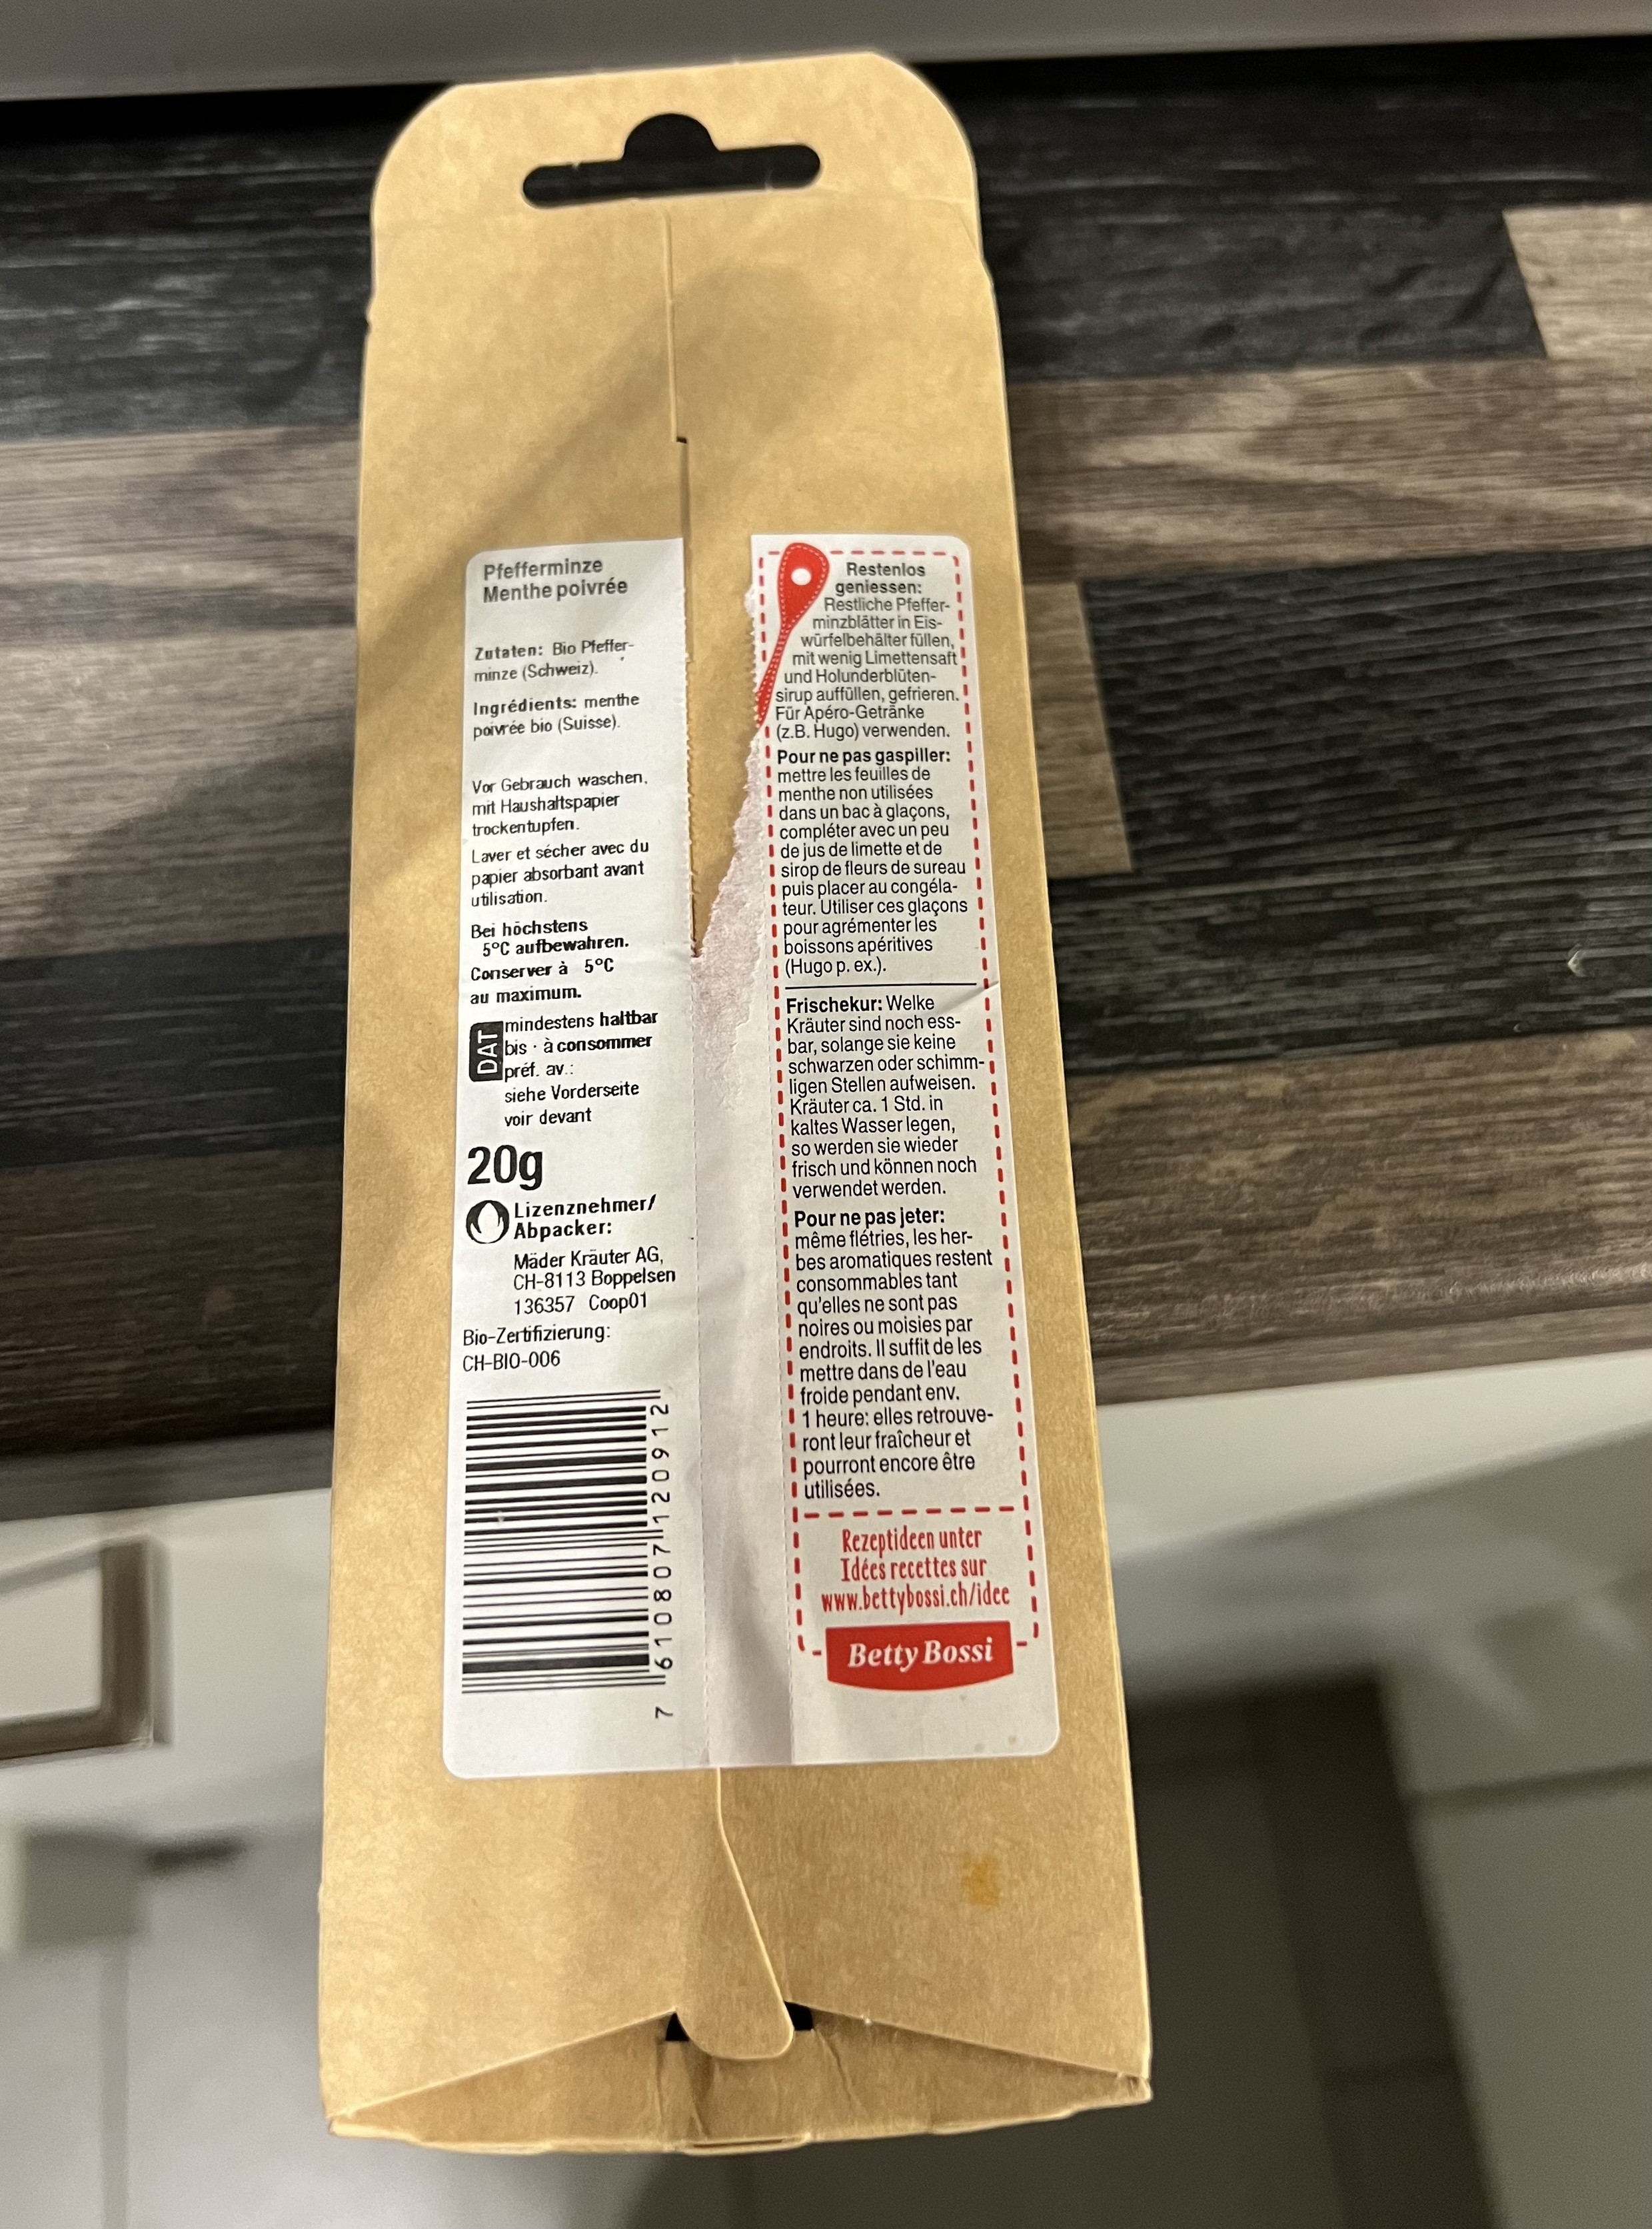 Pfefferminze
Menthe poivrée
Zutaten: Bio Pfeffer-
minze (Schweiz).
Ingrédients: menthe
poivrée bio (Suisse).
Vor Gebrauch waschen,
mit Haushaltspapier
trockentupfen.
Laver et sécher avec du
papier absorbant avant
utilisation.
Bei höchstens
5°C aufbewahren.
Conserver à 5°C
au maximum.
DAT
mindestens haltbar
bis · à consommer
préf. av.:
siehe Vorderseite
voir devant
20g
Lizenznehmer/
Abpacker:
Mäder Kräuter AG,
CH-8113 Boppelsen
136357 Coop01
Bio-Zertifizierung:
CH-BIO-006
7 610807 120912
Restenlos
geniessen:
Restliche Pfeffer-
minzblätter in Eis-
würfelbehälter füllen,
mit wenig Limettensaft
und Holunderblüten-
sirup auffüllen, gefrieren.
Für Apéro-Getränke
(z.B. Hugo) verwenden.
Pour ne pas gaspiller:
mettre les feuilles de
menthe non utilisées
dans un bac à glaçons,
compléter avec un peu
de jus de limette et de
sirop de fleurs de sureau
puis placer au congéla-
teur. Utiliser ces glaçons
pour agrémenter les
boissons apéritives
(Hugo p. ex.).
Frischekur: Welke
Kräuter sind noch ess-
bar, solange sie keine
schwarzen oder schimm-
ligen Stellen aufweisen.
Kräuter ca. 1 Std. in
kaltes Wasser legen,
so werden sie wieder
frisch und können noch
verwendet werden.
Pour ne pas jeter:
même flétries, les her-
bes aromatiques restent
consommables tant
qu'elles ne sont pas
noires ou moisies par
endroits. Il suffit de les
mettre dans de l'eau
froide pendant env.
1 heure: elles retrouve-
ront leur fraîcheur et
pourront encore être
utilisées.
Rezeptideen unter
Idées recettes sur
www.bettybossi.ch/idee
Betty Bossi